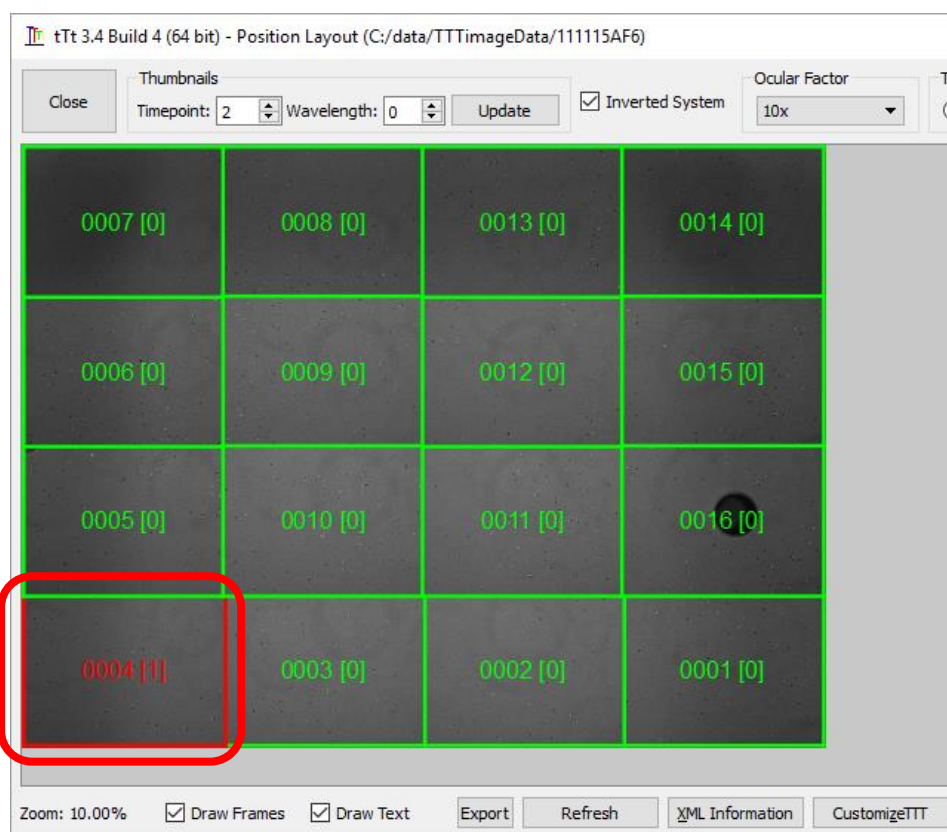 tTt 3.4 Build 4 (64 bit) - Position Layout (C:/data/TTTimageData/111115AF6)
Close
Thumbnails
Timepoint: 2 Wavelength: 0 Update
Inverted System
Ocular Factor
10x
0007 [0] 0008 [0] 0013 [0] 0014 [0]
0006 [0] 0009 [0] 0012 [0] 0015 [0]
0005 [0] 0010 [0] 0011 [0] 0016 [0]
0004 [1] 0003 [0] 0002 [0] 0001 [0]
Zoom: 10.00% Draw Frames Draw Text Export Refresh XML Information CustomizeTTT